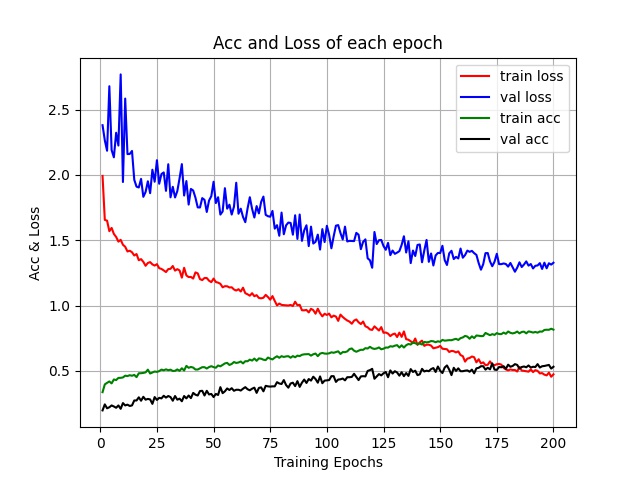 Acc and Loss of each epoch
train loss
val loss
train acc
val acc
2.5
2.0
1.5
1.0
0.5
Acc & Loss
0 25 50 75 100 125 150 175 200
Training Epochs